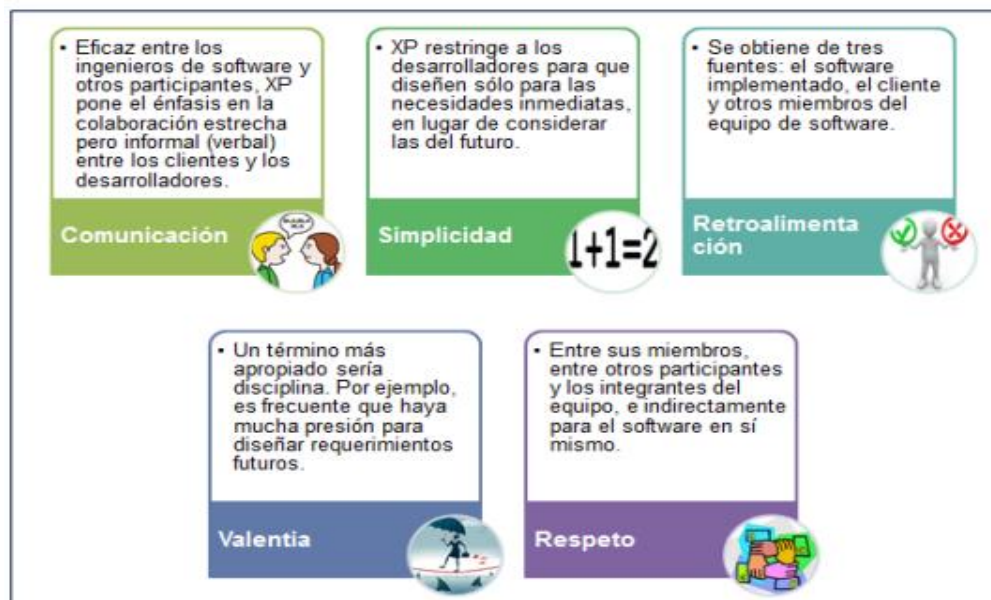 • Eficaz entre los
ingenieros de software y
otros participantes, XP
pone el énfasis en la
colaboración estrecha
pero informal (verbal)
entre los clientes y los
desarrolladores.
Comunicación
• XP restringe a los
desarrolladores para que
diseñen sólo para las
necesidades inmediatas,
en lugar de considerar
las del futuro.
Simplicidad
1+1=2
• Se obtiene de tres
fuentes: el software
implementado, el cliente
y otros miembros del
equipo de software.
Retroalimenta
ción
• Un término más
apropiado sería
disciplina. Por ejemplo,
es frecuente que haya
mucha presión para
diseñar requerimientos
futuros.
Valentia
• Entre sus miembros,
entre otros participantes
y los integrantes del
equipo, e indirectamente
para el software en sí
mismo.
Respeto